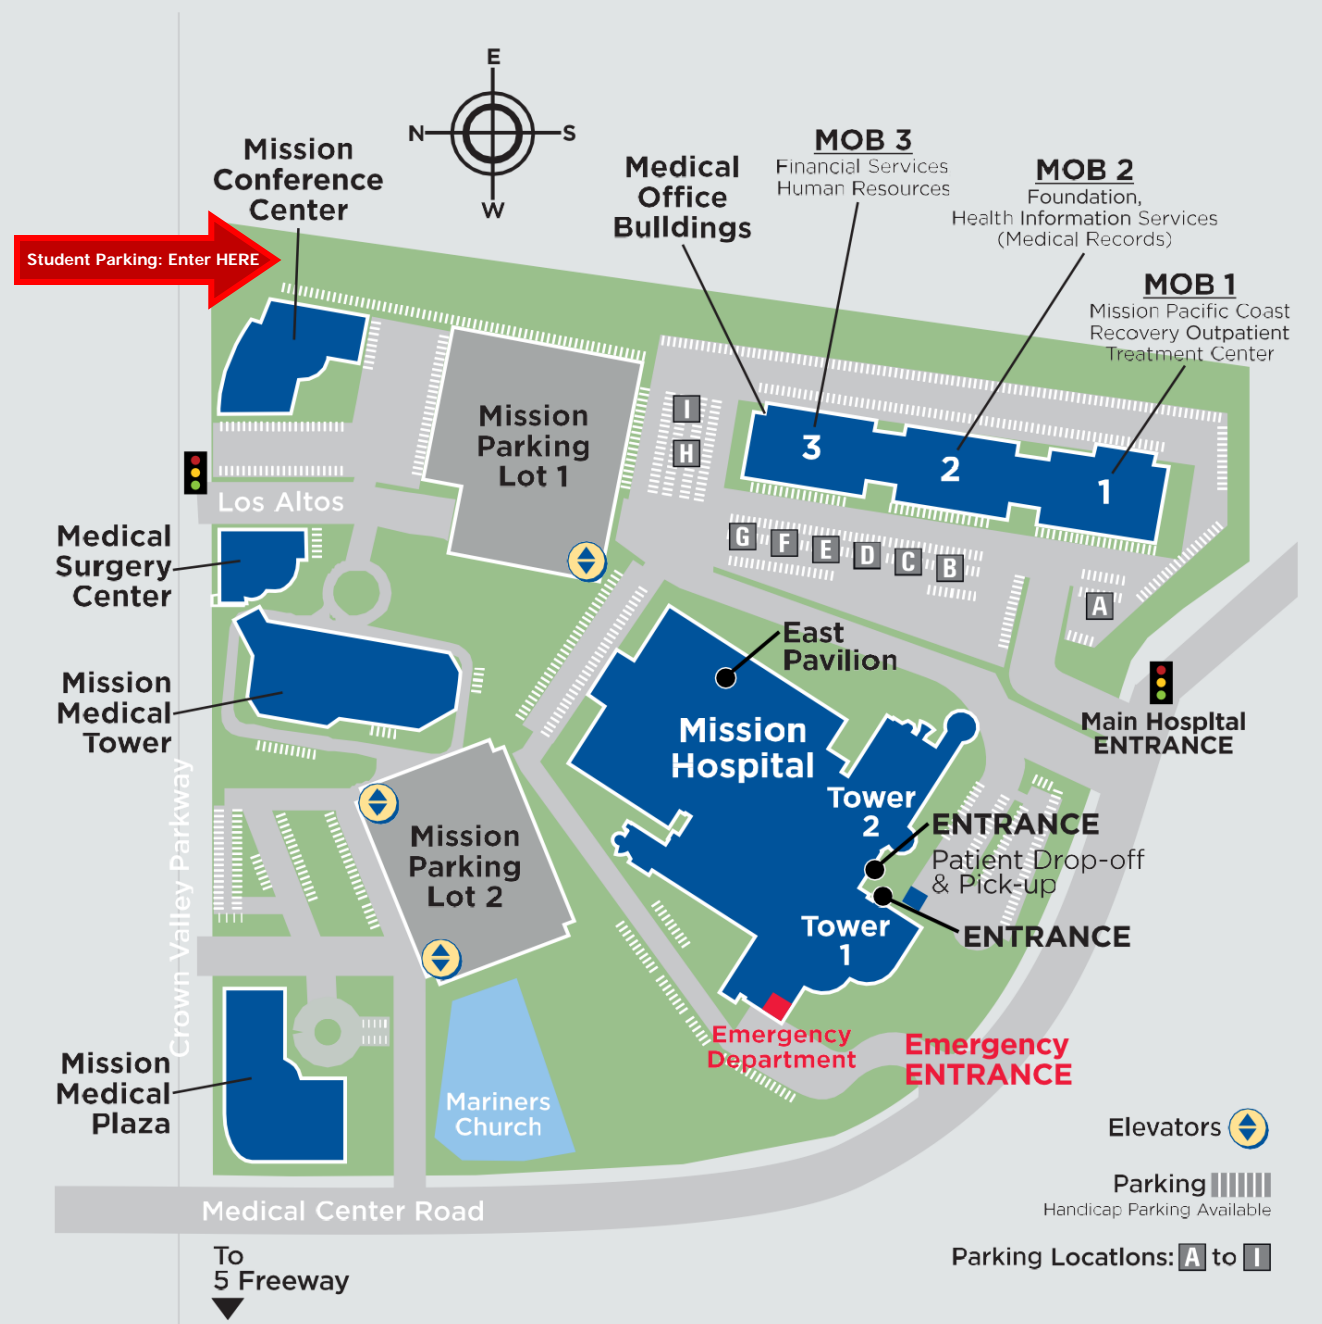 E
N
S
W
Mission
Conference
Center
Student Parking: Enter HERE
Medical
Office
Bulldings
MOB 3
Financial Services
Human Resources
MOB 2
Foundation,
Health Information Services
(Medical Records)
MOB 1
Mission Pacific Coast
Recovery Outpatient
Treatment Center
Mission
Parking
Lot 1
I
H
3
2
1
Los Altos
G
F
E
D
C
B
A
Medical
Surgery
Center
East
Pavilion
Mission
Medical
Tower
Mission
Hospital
Main Hospltal
ENTRANCE
Crown Valley Parkway
Tower
2
ENTRANCE
Patient Drop-off
& Pick-up
Mission
Parking
Lot 2
Tower
1
ENTRANCE
Emergency
Department
Emergency
ENTRANCE
Mission
Medical
Plaza
Mariners
Church
Elevators
Parking
Handicap Parking Available
Medical Center Road
Parking Locations: A to I
To
5 Freeway